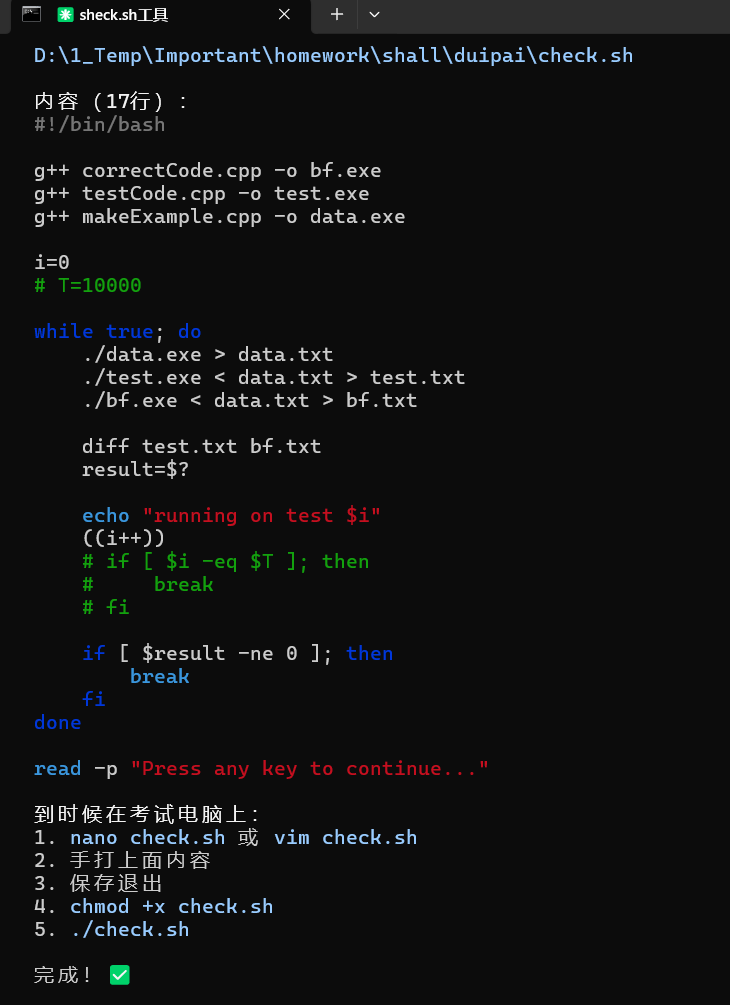 sheck.sh工具
D:\1_Temp\Important\homework\shall\duipai\check.sh
内容（17行）：
#!/bin/bash
g++ correctCode.cpp -o bf.exe
g++ testCode.cpp -o test.exe
g++ makeExample.cpp -o data.exe
i=0
# T=10000
while true; do
    ./data.exe > data.txt
    ./test.exe < data.txt > test.txt
    ./bf.exe < data.txt > bf.txt
    diff test.txt bf.txt
    result=$?
    echo "running on test $i"
    ((i++))
    # if [ $i -eq $T ]; then
    #     break
    # fi
    if [ $result -ne 0 ]; then
        break
    fi
done
read -p "Press any key to continue..."
到时候在考试电脑上：
1. nano check.sh 或 vim check.sh
2. 手打上面内容
3. 保存退出
4. chmod +x check.sh
5. ./check.sh
完成！✅